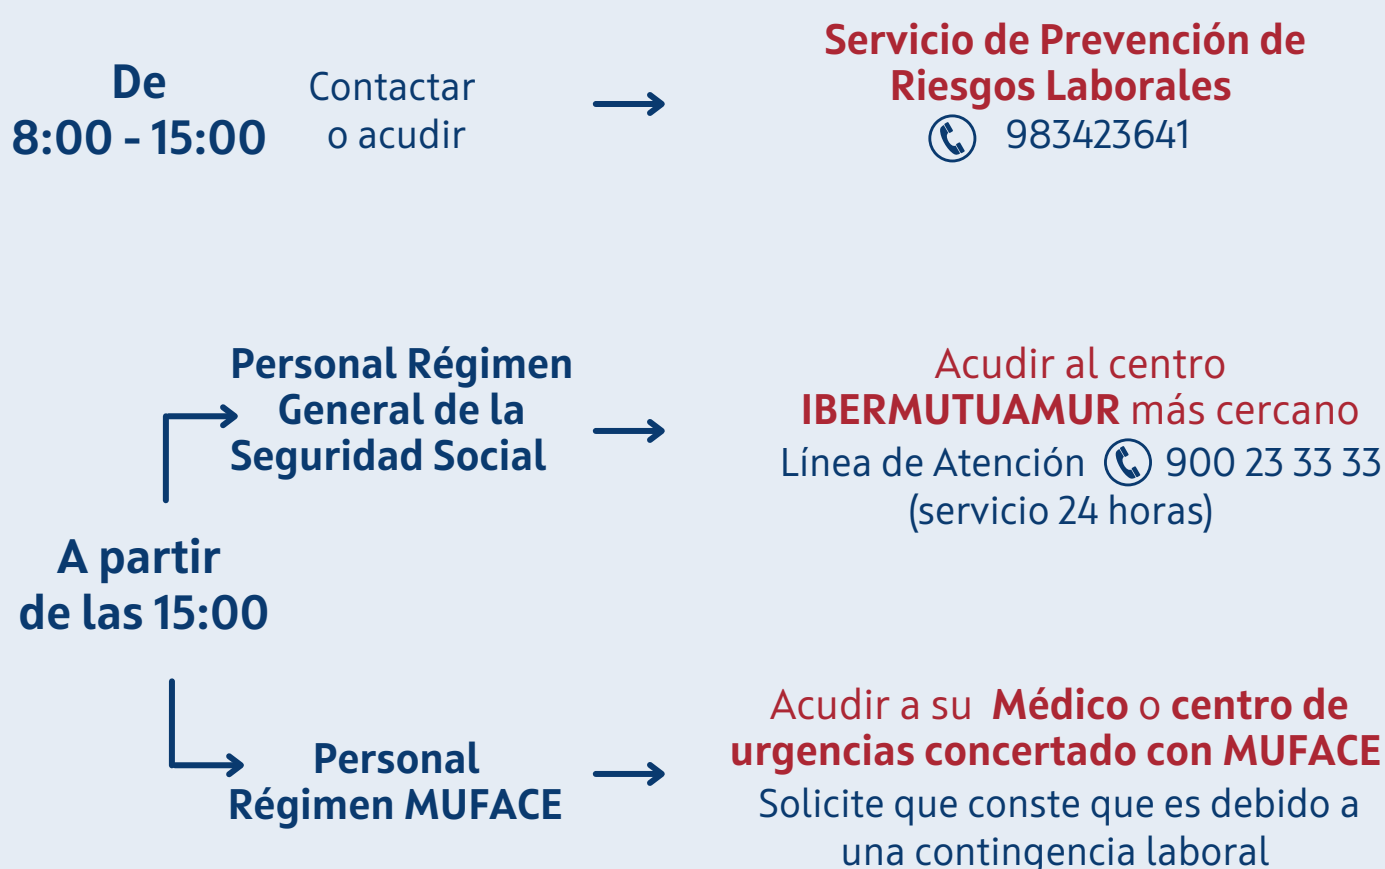 De
8:00 - 15:00
Contactar
o acudir
Servicio de Prevención de
Riesgos Laborales
983423641
A partir
de las 15:00
Personal Régimen
General de la
Seguridad Social
Acudir al centro
IBERMUTUAMUR más cercano
Línea de Atención 900 23 33 33
(servicio 24 horas)
Personal
Régimen MUFACE
Acudir a su Médico o centro de
urgencias concertado con MUFACE
Solicite que conste que es debido a
una contingencia laboral